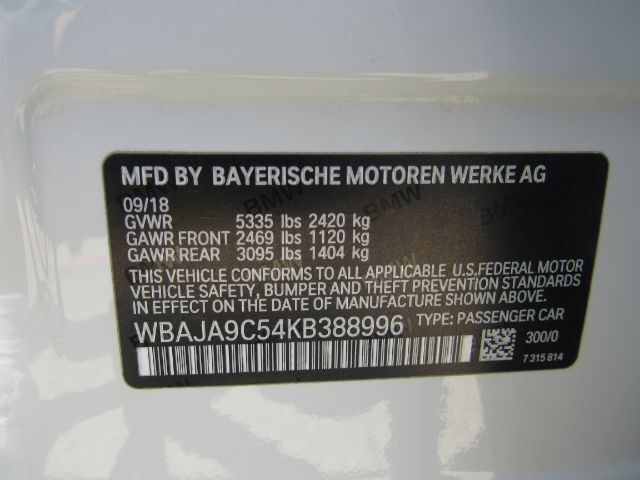 MFD BY BAYERISCHE MOTOREN WERKE AG
09/18
GVWR 5335 lbs 2420 kg
GAWR FRONT 2469 lbs 1120 kg
GAWR REAR 3095 lbs 1404 kg
THIS VEHICLE CONFORMS TO ALL APPLICABLE U.S.FEDERAL MOTOR
VEHICLE SAFETY, BUMPER AND THEFT PREVENTION STANDARDS
IN EFFECT ON THE DATE OF MANUFACTURE SHOWN ABOVE.
WBAJA9C54KB388996 TYPE: PASSENGER CAR
300/0
7 315 814